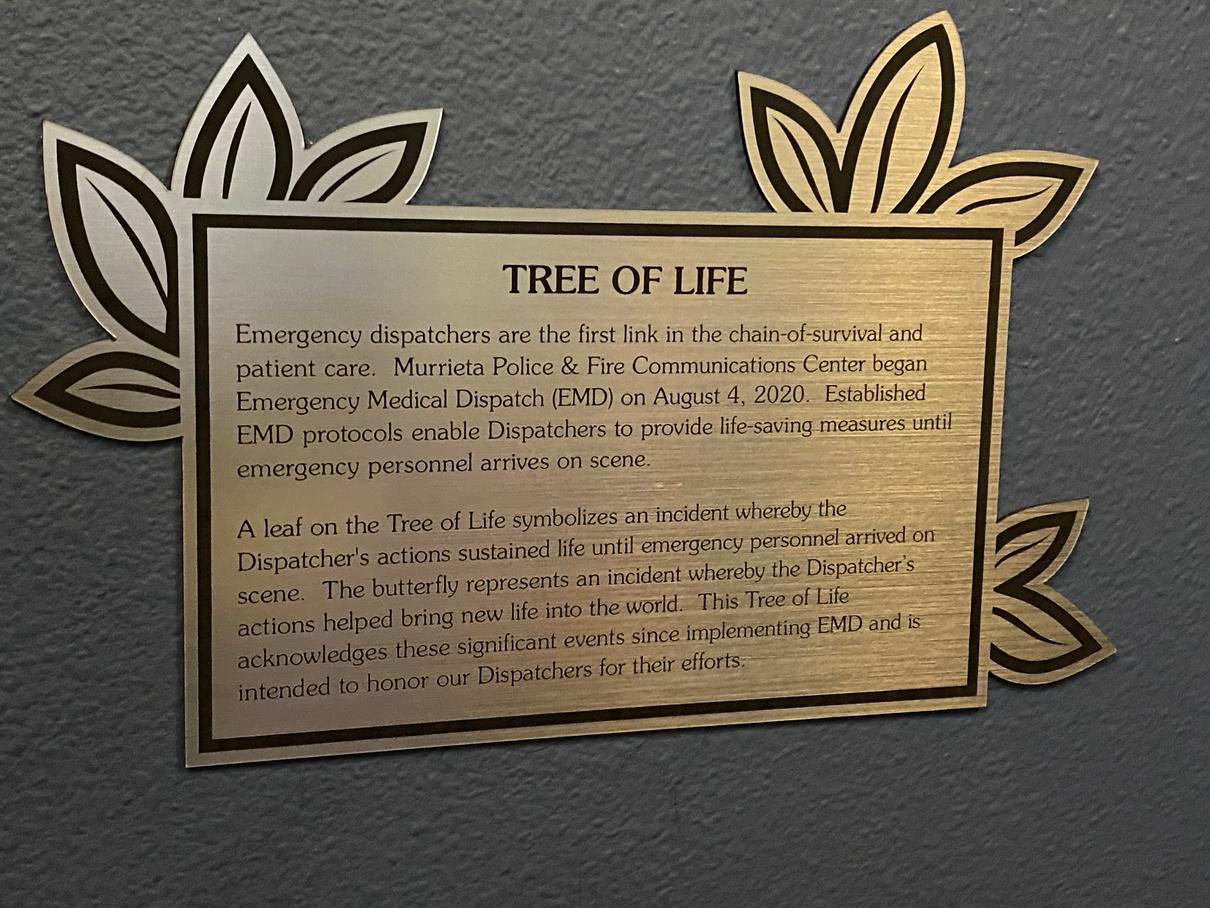 TREE OF LIFE
Emergency dispatchers are the first link in the chain-of-survival and
patient care.  Murrieta Police & Fire Communications Center began
Emergency Medical Dispatch (EMD) on August 4, 2020.  Established
EMD protocols enable Dispatchers to provide life-saving measures until
emergency personnel arrives on scene.
A leaf on the Tree of Life symbolizes an incident whereby the
Dispatcher's actions sustained life until emergency personnel arrived on
scene.  The butterfly represents an incident whereby the Dispatcher's
actions helped bring new life into the world.  This Tree of Life
acknowledges these significant events since implementing EMD and is
intended to honor our Dispatchers for their efforts.